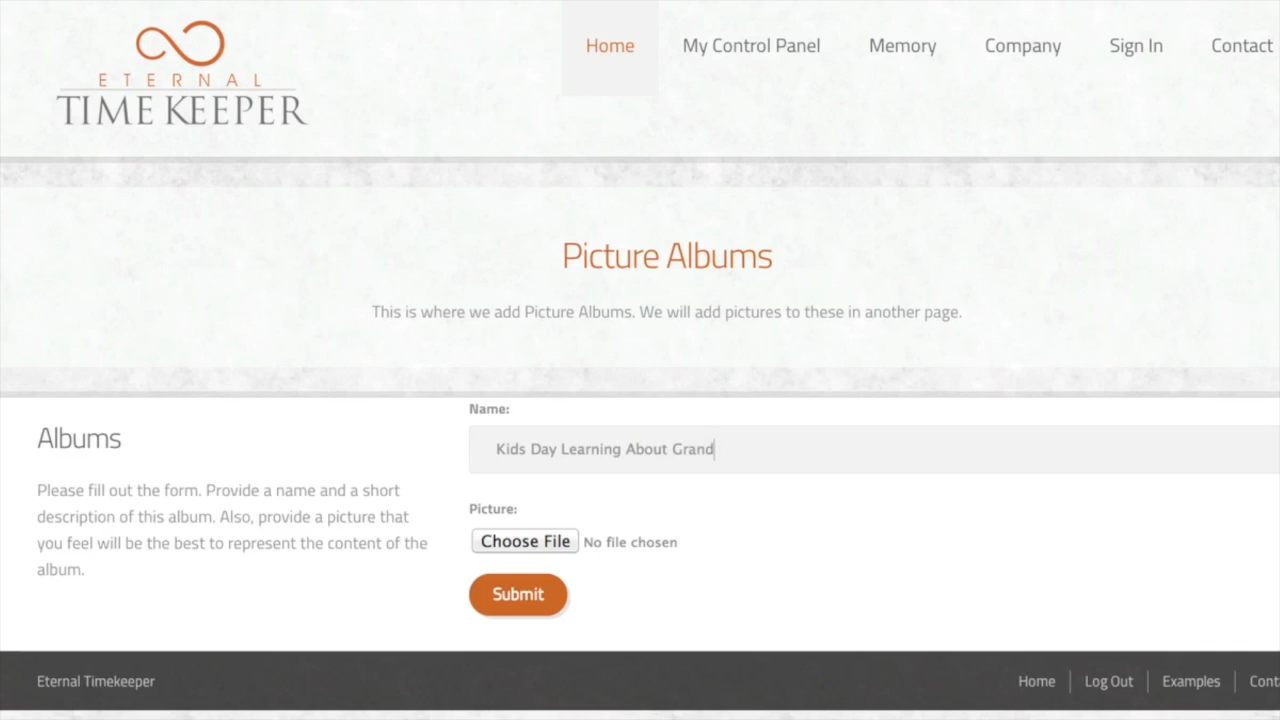 ETERNAL
TIME KEEPER
Home
My Control Panel
Memory
Company
Sign In
Contact
Picture Albums
This is where we add Picture Albums. We will add pictures to these in another page.
Albums
Please fill out the form. Provide a name and a short
description of this album. Also, provide a picture that
you feel will be the best to represent the content of the
album.
Name:
Kids Day Learning About Grand
Picture:
Choose File No file chosen
Submit
Eternal Timekeeper
Home
Log Out
Examples
Cont